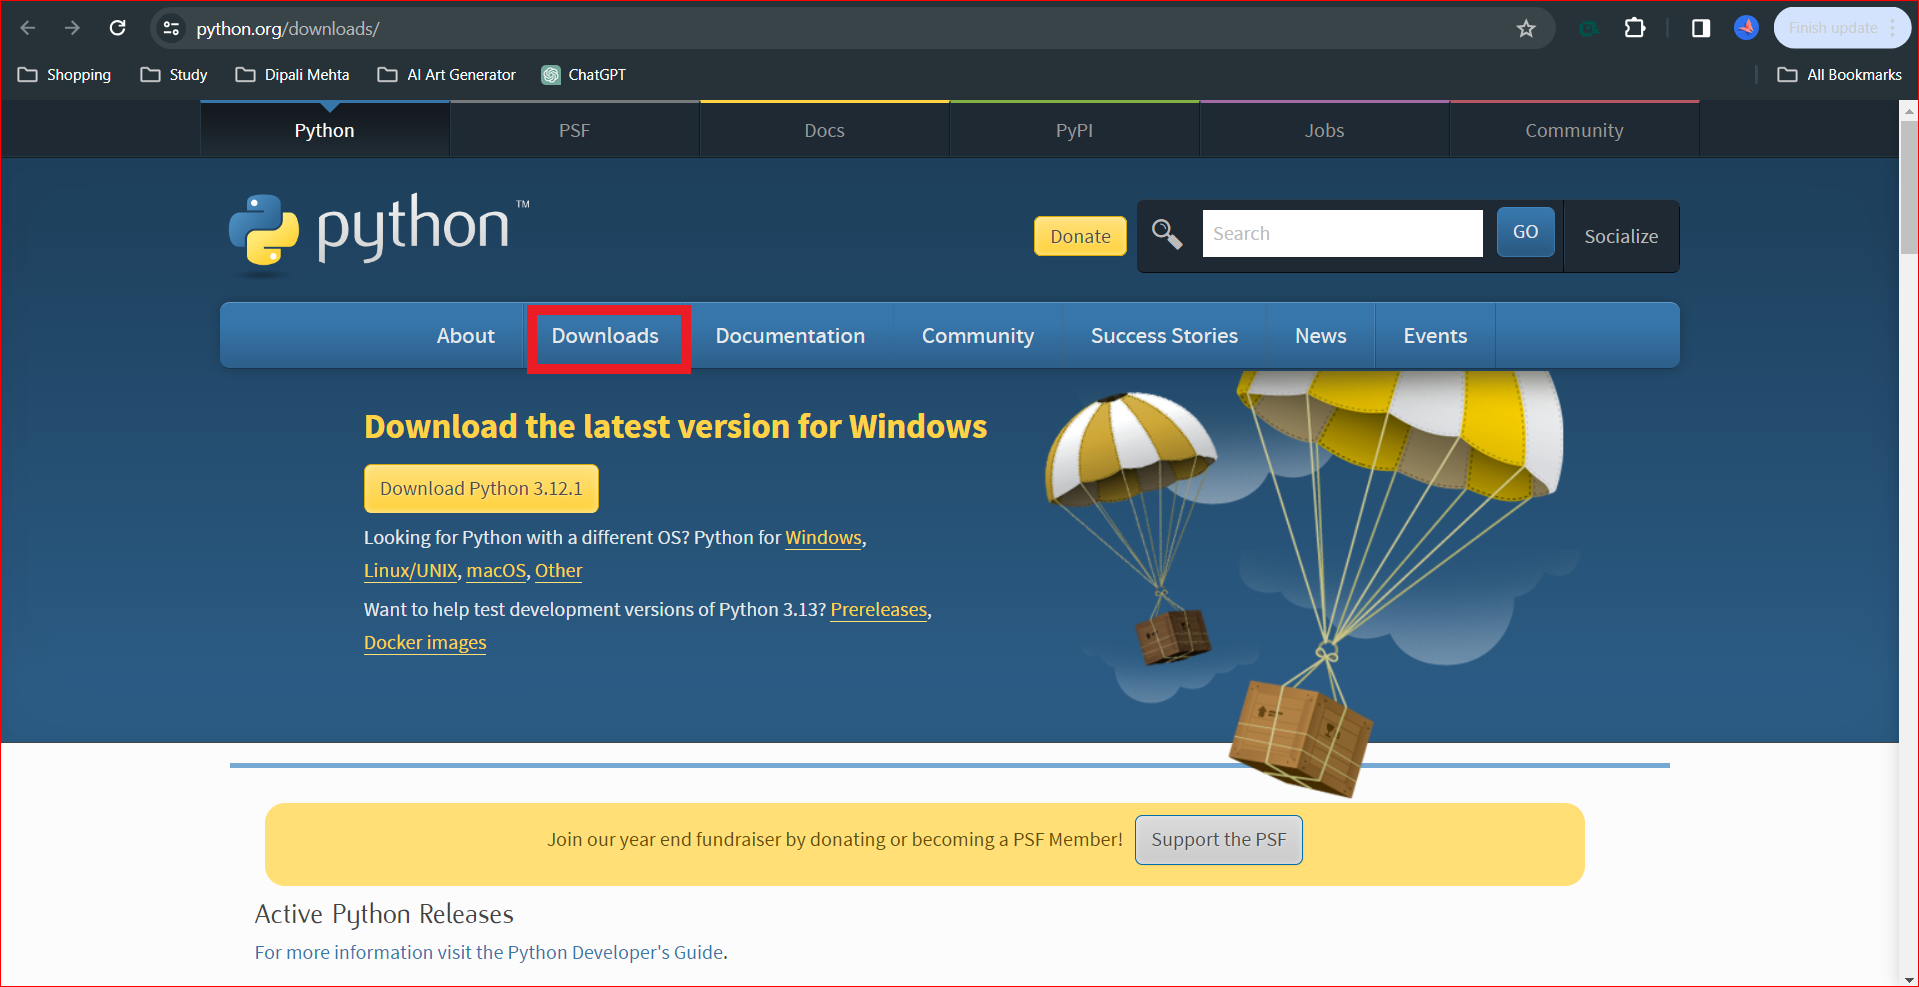 python.org/downloads/
Finish update
Shopping Study Dipali Mehta AI Art Generator ChatGPT All Bookmarks
Python PSF Docs PyPI Jobs Community
python™
Donate Search GO Socialize
About Downloads Documentation Community Success Stories News Events
Download the latest version for Windows
Download Python 3.12.1
Looking for Python with a different OS? Python for Windows,
Linux/UNIX, macOS, Other
Want to help test development versions of Python 3.13? Prereleases,
Docker images
Join our year end fundraiser by donating or becoming a PSF Member! Support the PSF
Active Python Releases
For more information visit the Python Developer's Guide.